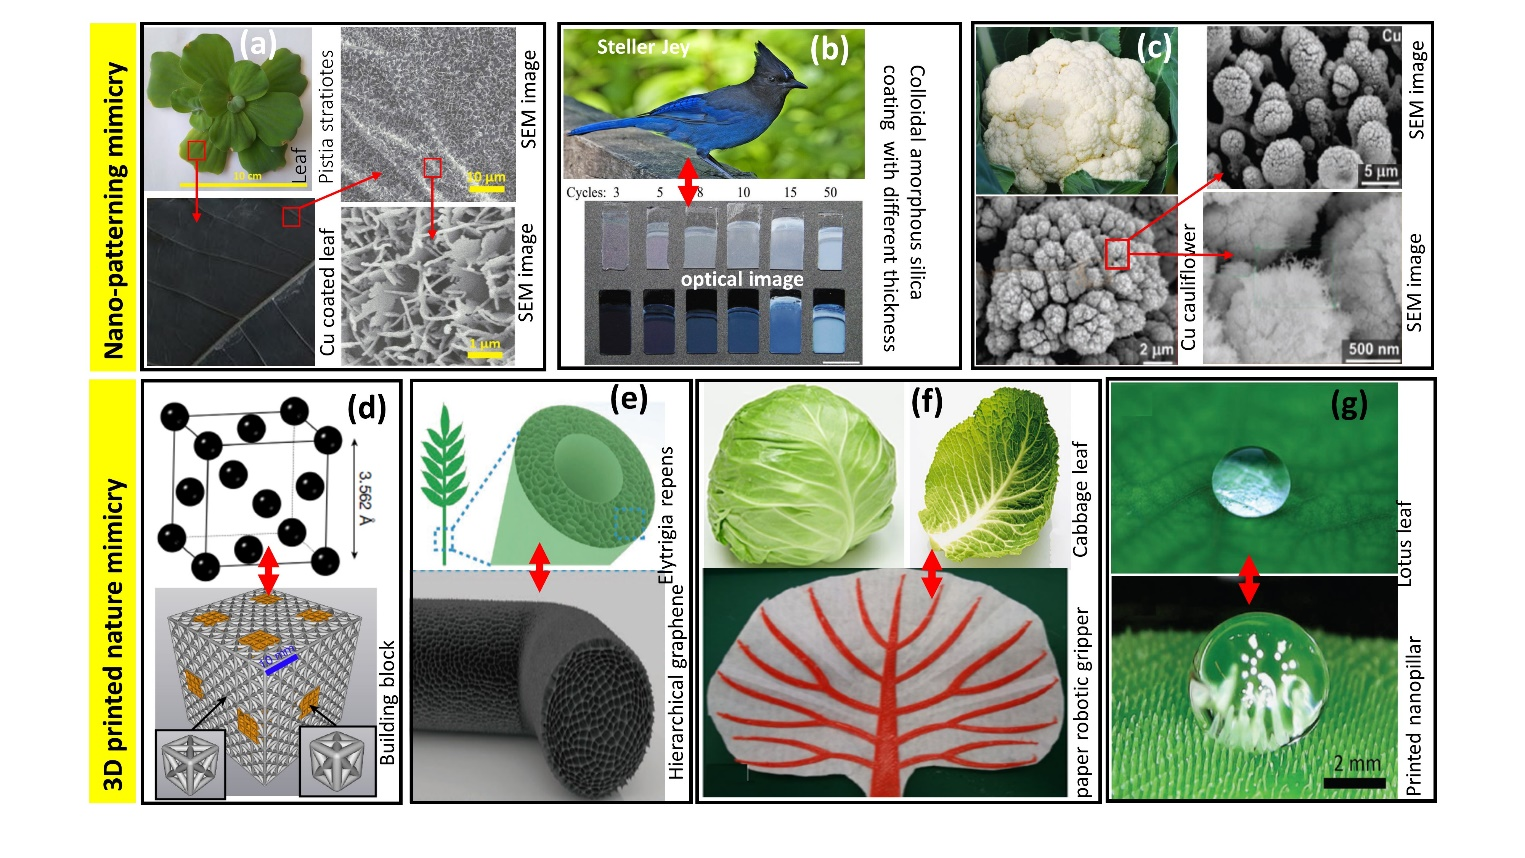 Nano-patterning mimicry
(a)
Leaf
Pistia stratiotes
10 cm
SEM image
10 µm
Cu coated leaf
SEM image
1 µm
Steller Jey
(b)
Cycles: 3 5 8 10 15 50
optical image
Colloidal amorphous silica
coating with different thickness
(c)
Cu
SEM image
5 µm
2 µm
Cu cauliflower
SEM image
500 nm
3D printed nature mimicry
(d)
3.562 Å
Building block
(e)
Elytrigia repens
Hierarchical graphene
(f)
Cabbage leaf
paper robotic gripper
(g)
Lotus leaf
2 mm
Printed nanopillar